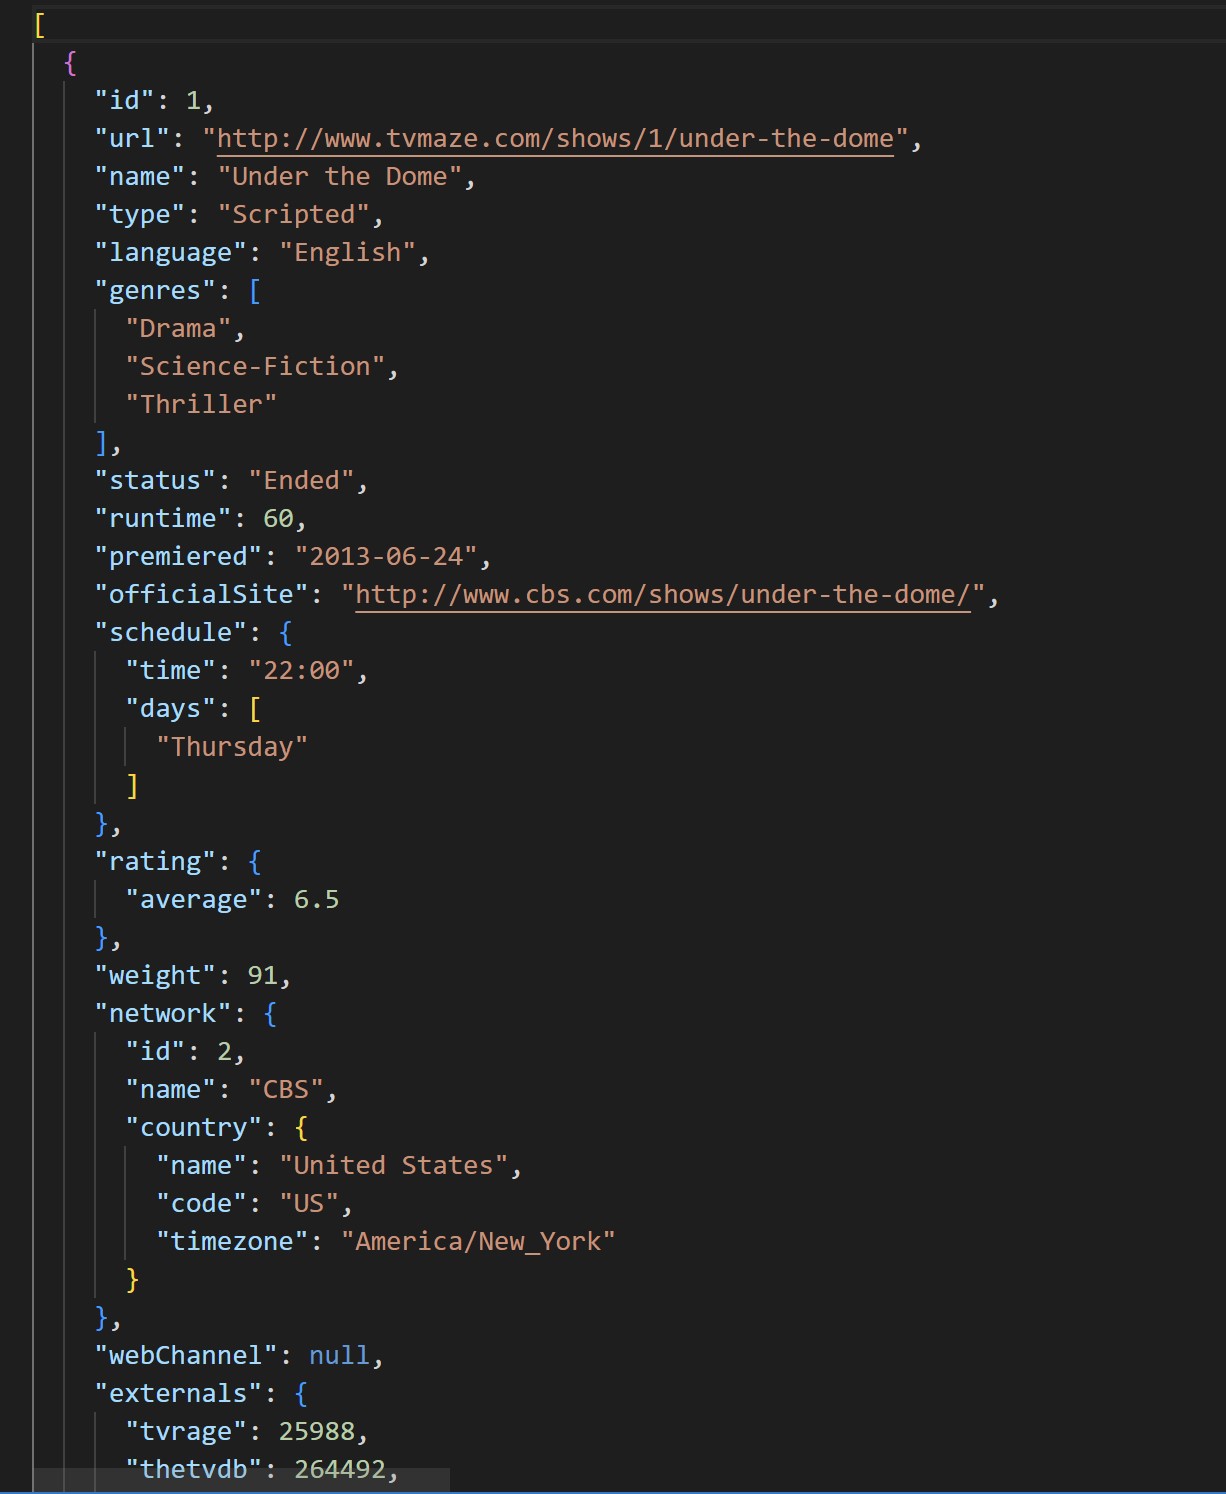 [
  {
    "id": 1,
    "url": "http://www.tvmaze.com/shows/1/under-the-dome",
    "name": "Under the Dome",
    "type": "Scripted",
    "language": "English",
    "genres": [
      "Drama",
      "Science-Fiction",
      "Thriller"
    ],
    "status": "Ended",
    "runtime": 60,
    "premiered": "2013-06-24",
    "officialSite": "http://www.cbs.com/shows/under-the-dome/",
    "schedule": {
      "time": "22:00",
      "days": [
        "Thursday"
      ]
    },
    "rating": {
      "average": 6.5
    },
    "weight": 91,
    "network": {
      "id": 2,
      "name": "CBS",
      "country": {
        "name": "United States",
        "code": "US",
        "timezone": "America/New_York"
      }
    },
    "webChannel": null,
    "externals": {
      "tvrage": 25988,
      "thetvdb": 264492,